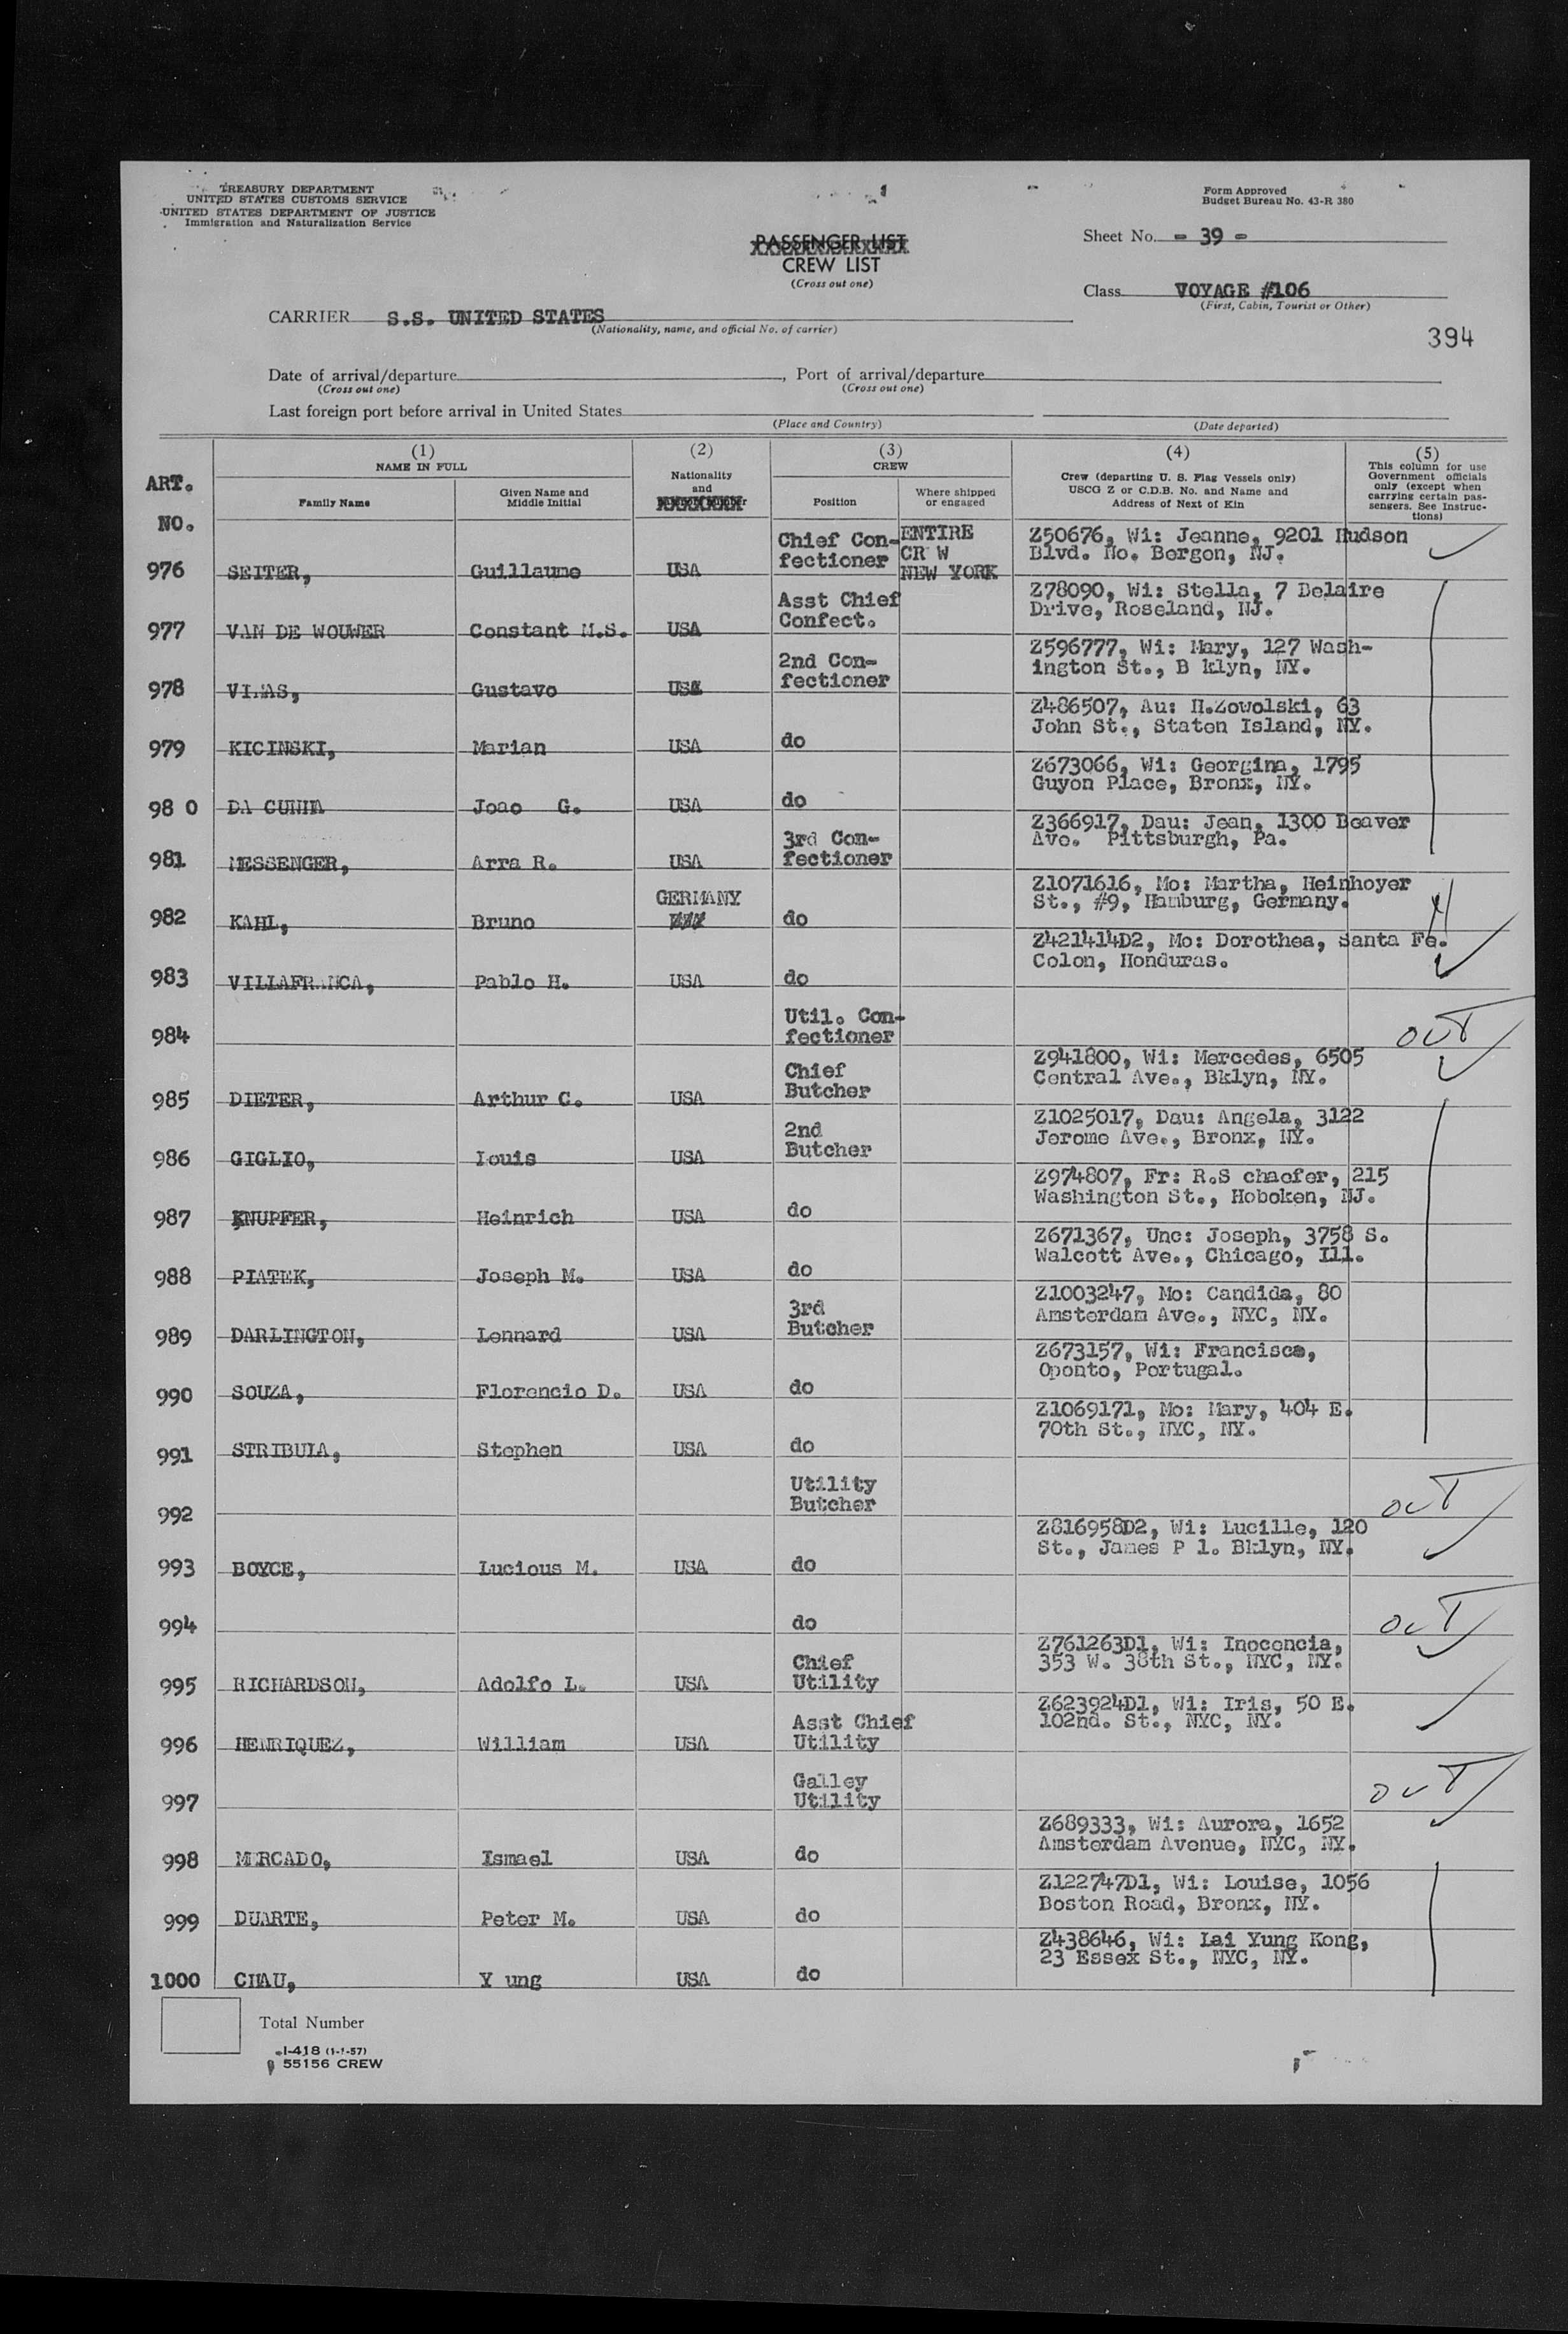 TREASURY DEPARTMENT
UNITED STATES CUSTOMS SERVICE
UNITED STATES DEPARTMENT OF JUSTICE
Immigration and Naturalization Service
Form Approved
Budget Bureau No. 43-R 380
PASSENGER LIST
CREW LIST
(Cross out one)
Sheet No. - 39 -
Class VOYAGE #106
(First, Cabin, Tourist or Other)
CARRIER S.S. UNITED STATES
(Nationality, name, and official No. of carrier)
394
Date of arrival/departure , Port of arrival/departure
(Cross out one) (Cross out one)
Last foreign port before arrival in United States
(Place and Country) (Date departed)
ART. NO.
(1) NAME IN FULL
Family Name
Given Name and Middle Initial
(2) Nationality and
(3) CREW
Position
Where shipped or engaged
(4)
Crew (departing U. S. Flag Vessels only)
USCG Z or C.D.B. No. and Name and
Address of Next of Kin
(5)
This column for use
Government officials
only (except when
carrying certain pas-
sengers. See Instruc-
tions)
976 SEITER, Guillaume USA Chief Con-fectioner ENTIRE CR W NEW YORK Z50676, Wi: Jeanne, 9201 Hudson Blvd. No. Bergen, NJ.
977 VAN DE WOUWER Constant M.S. USA Asst Chief Confect. Z78090, Wi: Stella, 7 Delaire Drive, Roseland, NJ.
978 Gustavo USA 2nd Con-fectioner Z596777, Wi: Mary, 127 Wash-ington St., B klyn, NY.
979 KICINSKI, Marian USA do Z486507, Au: H.Zowolski, 63 John St., Staten Island, NY.
98 0 DA CUNHA Joao G. USA do Z673066, Wi: Georgina, 1795 Guyon Place, Bronx, NY.
981 MESSENGER, Arra R. USA 3rd Con-fectioner Z366917, Dau: Jean, 1300 Beaver Ave. Pittsburgh, Pa.
982 KAHL, Bruno GERMANY do Z1071616, Mo: Martha, Heinhoyer St., #9, Hamburg, Germany.
983 VILLAFRANCA, Pablo H. USA do Z421414D2, Mo: Dorothea, Santa Fe. Colon, Honduras.
984 Util. Con-fectioner OUT
985 DIETER, Arthur C. USA Chief Butcher Z941800, Wi: Mercedes, 6505 Central Ave., Bklyn, NY.
986 GIGLIO, Louis USA 2nd Butcher Z1025017, Dau: Angela, 3122 Jerome Ave., Bronx, NY.
987 KNUPFER, Heinrich USA do Z974807, Fr: R.S chaefer, 215 Washington St., Hoboken, NJ.
988 PIATEK, Joseph M. USA do Z671367, Unc: Joseph, 3758 S. Walcott Ave., Chicago, Ill.
989 DARLINGTON, Lennard USA 3rd Butcher Z1003247, Mo: Candida, 80 Amsterdam Ave., NYC, NY.
990 SOUZA, Florencio D. USA do Z673157, Wi: Francisca, Oponto, Portugal.
991 STRIBULA, Stephen USA do Z1069171, Mo: Mary, 404 E. 70th St., NYC, NY.
992 Utility Butcher OUT
993 BOYCE, Lucious M. USA do Z816958D2, Wi: Lucille, 120 St., James P l. Bklyn, NY.
994 do OUT
995 RICHARDSON, Adolfo L. USA Chief Utility Z761263D1, Wi: Inocencia, 353 W. 38th St., NYC, NY.
996 HENRIQUEZ, William USA Asst Chief Utility Z623924D1, Wi: Iris, 50 E. 102nd. St., NYC, NY.
997 Galley Utility OUT
998 MERCADO, Ismael USA do Z689333, Wi: Aurora, 1652 Amsterdam Avenue, NYC, NY.
999 DUARTE, Peter M. USA do Z122747D1, Wi: Louise, 1056 Boston Road, Bronx, NY.
1000 CHAU, Y ung USA do Z438646, Wi: Lai Yung Kong, 23 Essex St., NYC, NY.
Total Number
I-418 (1-1-57)
55156 CREW